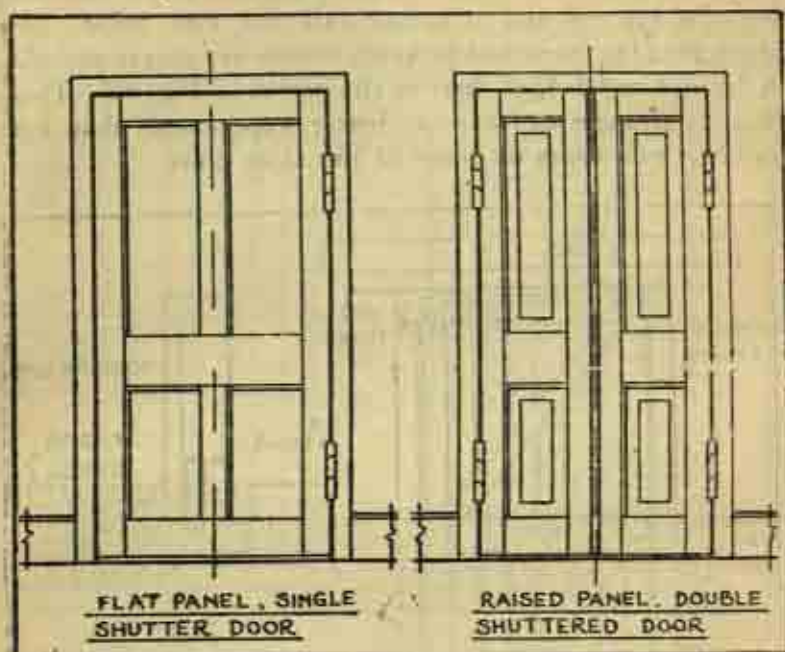 FLAT PANEL, SINGLE
SHUTTER DOOR
RAISED PANEL, DOUBLE
SHUTTERED DOOR